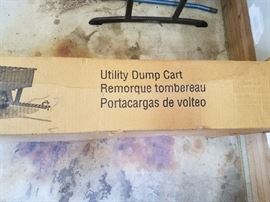 Utility Dump Cart
Remorque tombereau
Portacargas de volteo